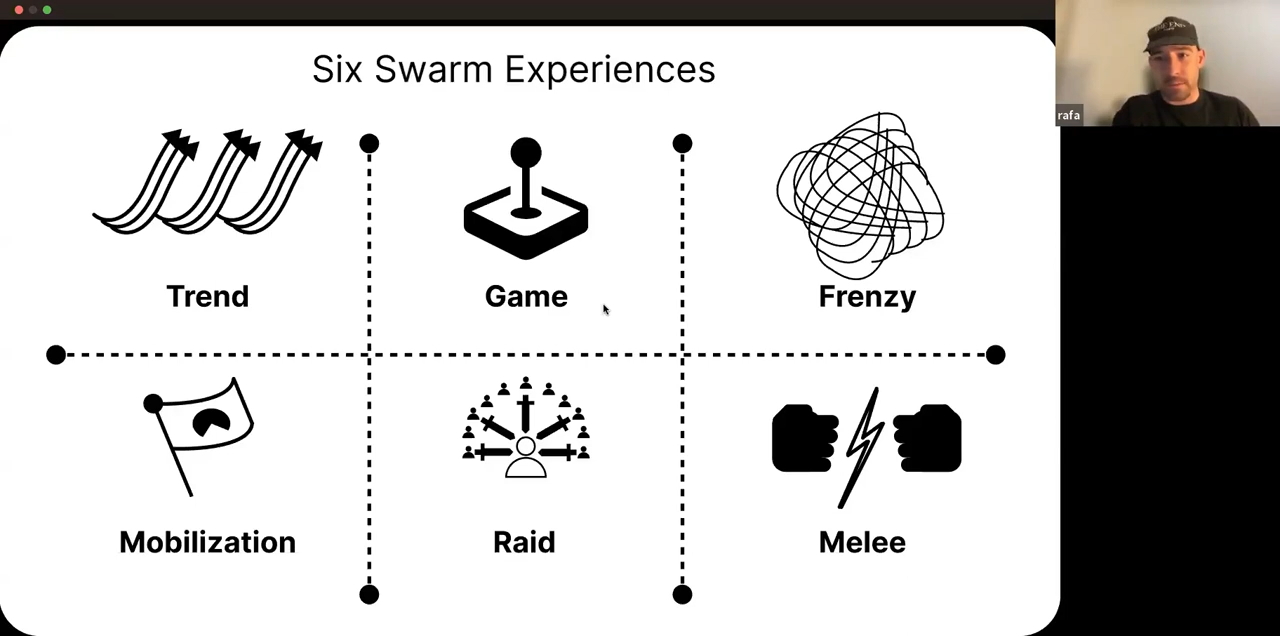 Six Swarm Experiences
rafa
Trend
Game
Frenzy
Mobilization
Raid
Melee